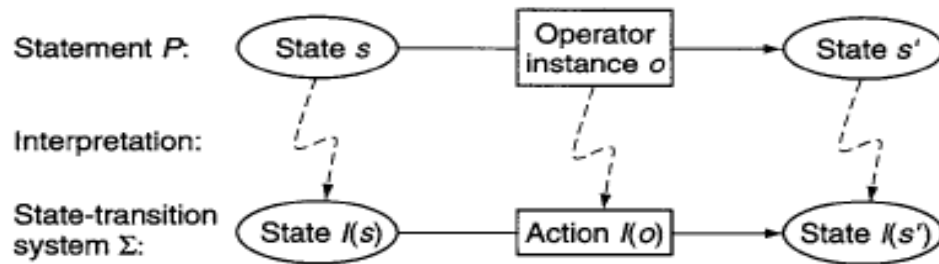 Statement P:
State s
Operator
instance o
State s'
Interpretation:
State-transition
system Σ:
State I(s)
Action I(o)
State I(s')